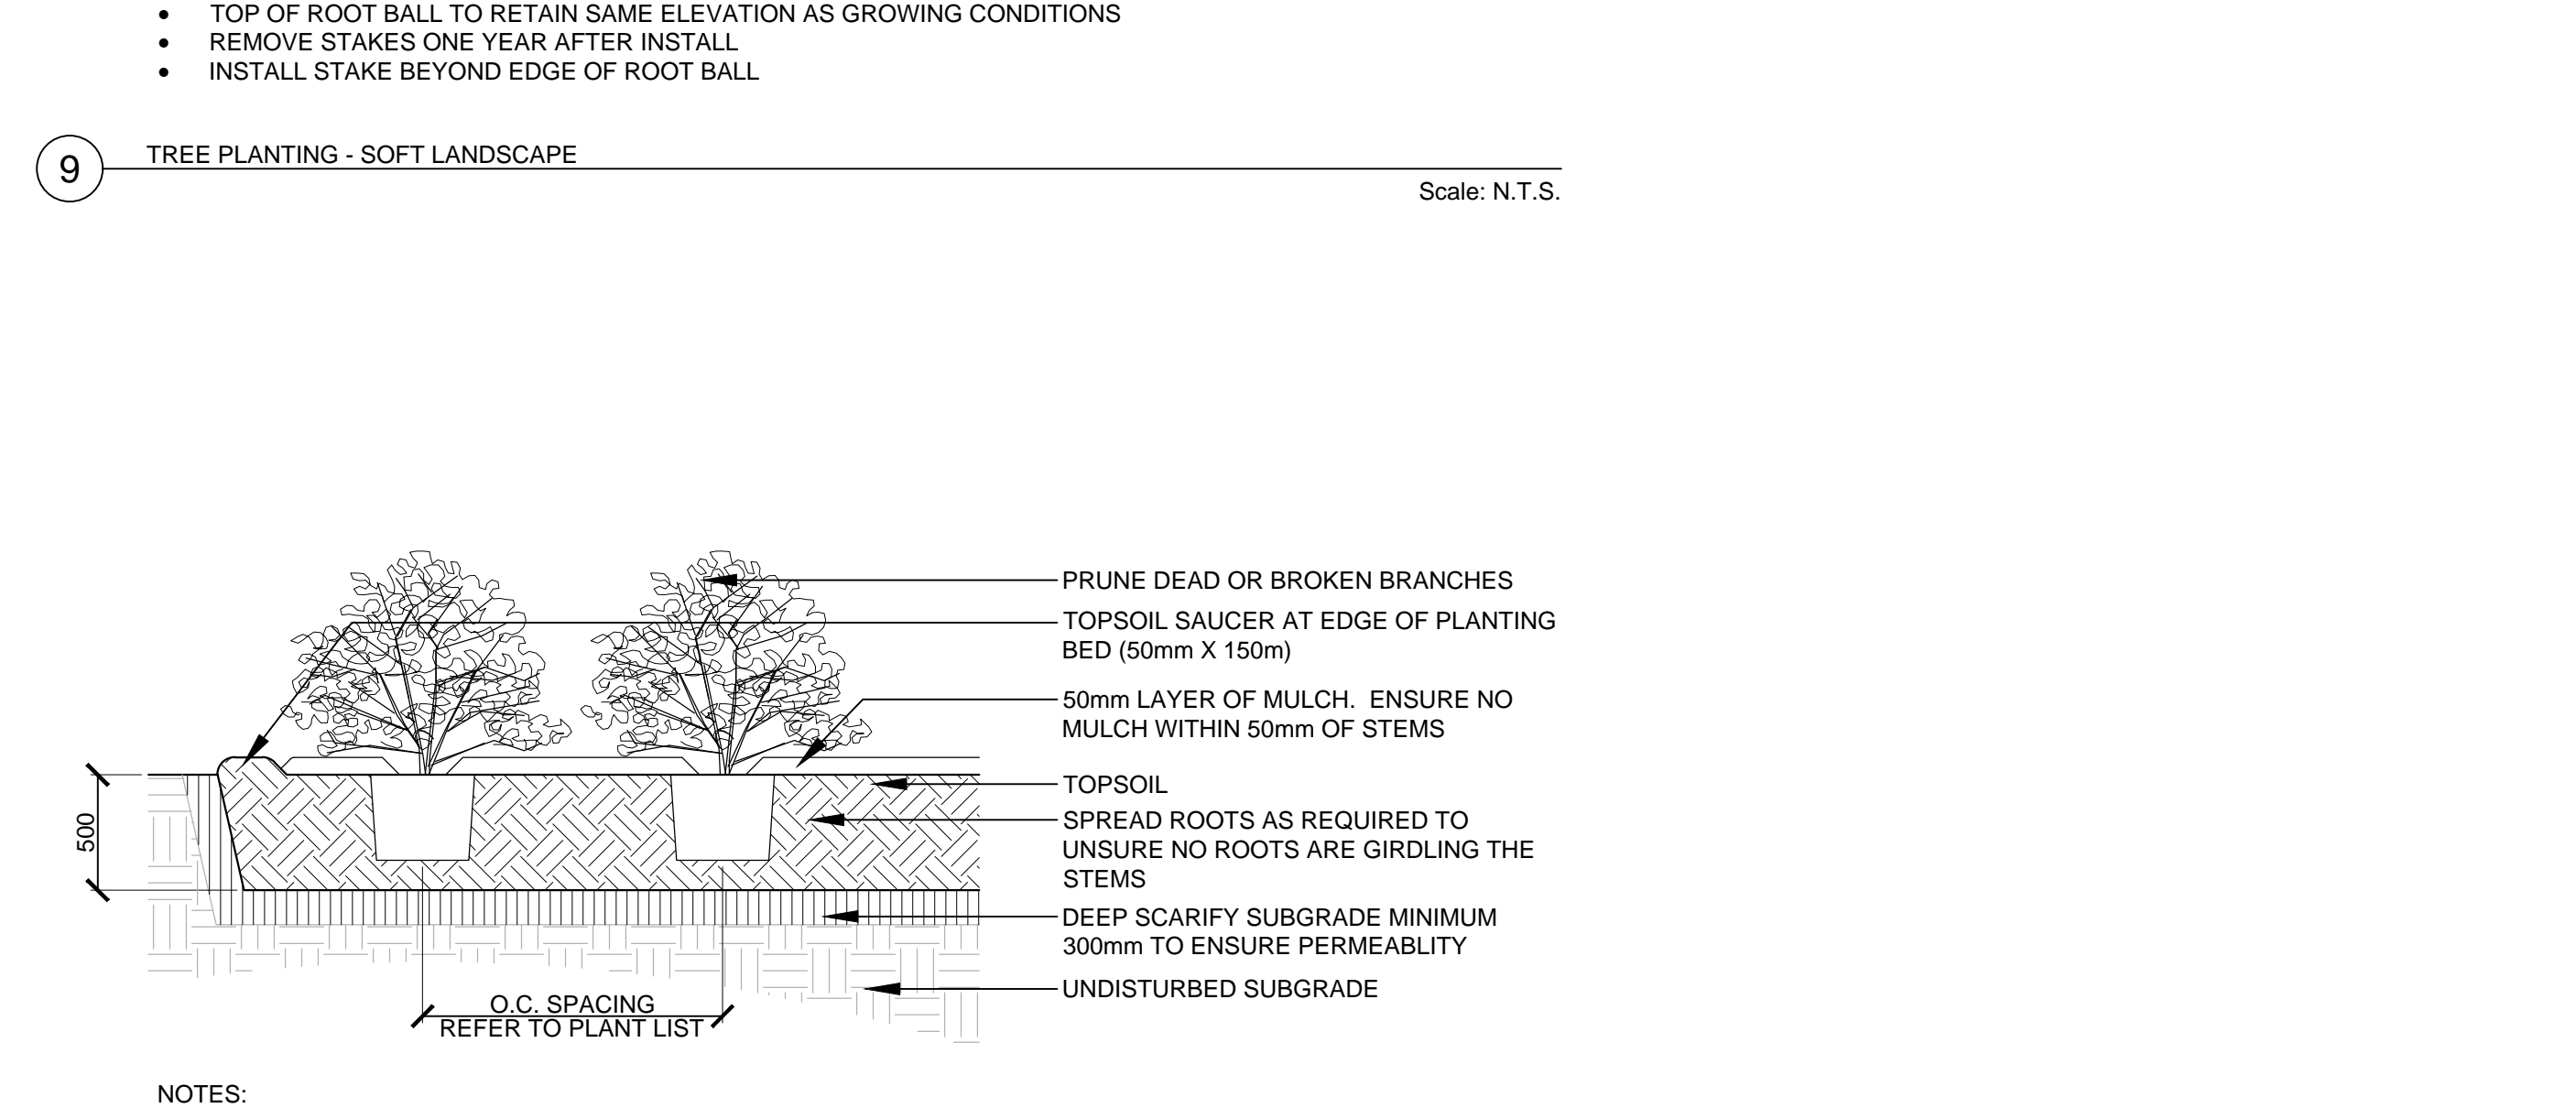 • TOP OF ROOT BALL TO RETAIN SAME ELEVATION AS GROWING CONDITIONS
• REMOVE STAKES ONE YEAR AFTER INSTALL
• INSTALL STAKE BEYOND EDGE OF ROOT BALL
9
TREE PLANTING - SOFT LANDSCAPE
Scale: N.T.S.
PRUNE DEAD OR BROKEN BRANCHES
TOPSOIL SAUCER AT EDGE OF PLANTING
BED (50mm X 150m)
50mm LAYER OF MULCH.  ENSURE NO
MULCH WITHIN 50mm OF STEMS
TOPSOIL
SPREAD ROOTS AS REQUIRED TO
UNSURE NO ROOTS ARE GIRDLING THE
STEMS
DEEP SCARIFY SUBGRADE MINIMUM
300mm TO ENSURE PERMEABLITY
UNDISTURBED SUBGRADE
500
O.C. SPACING
REFER TO PLANT LIST
NOTES: